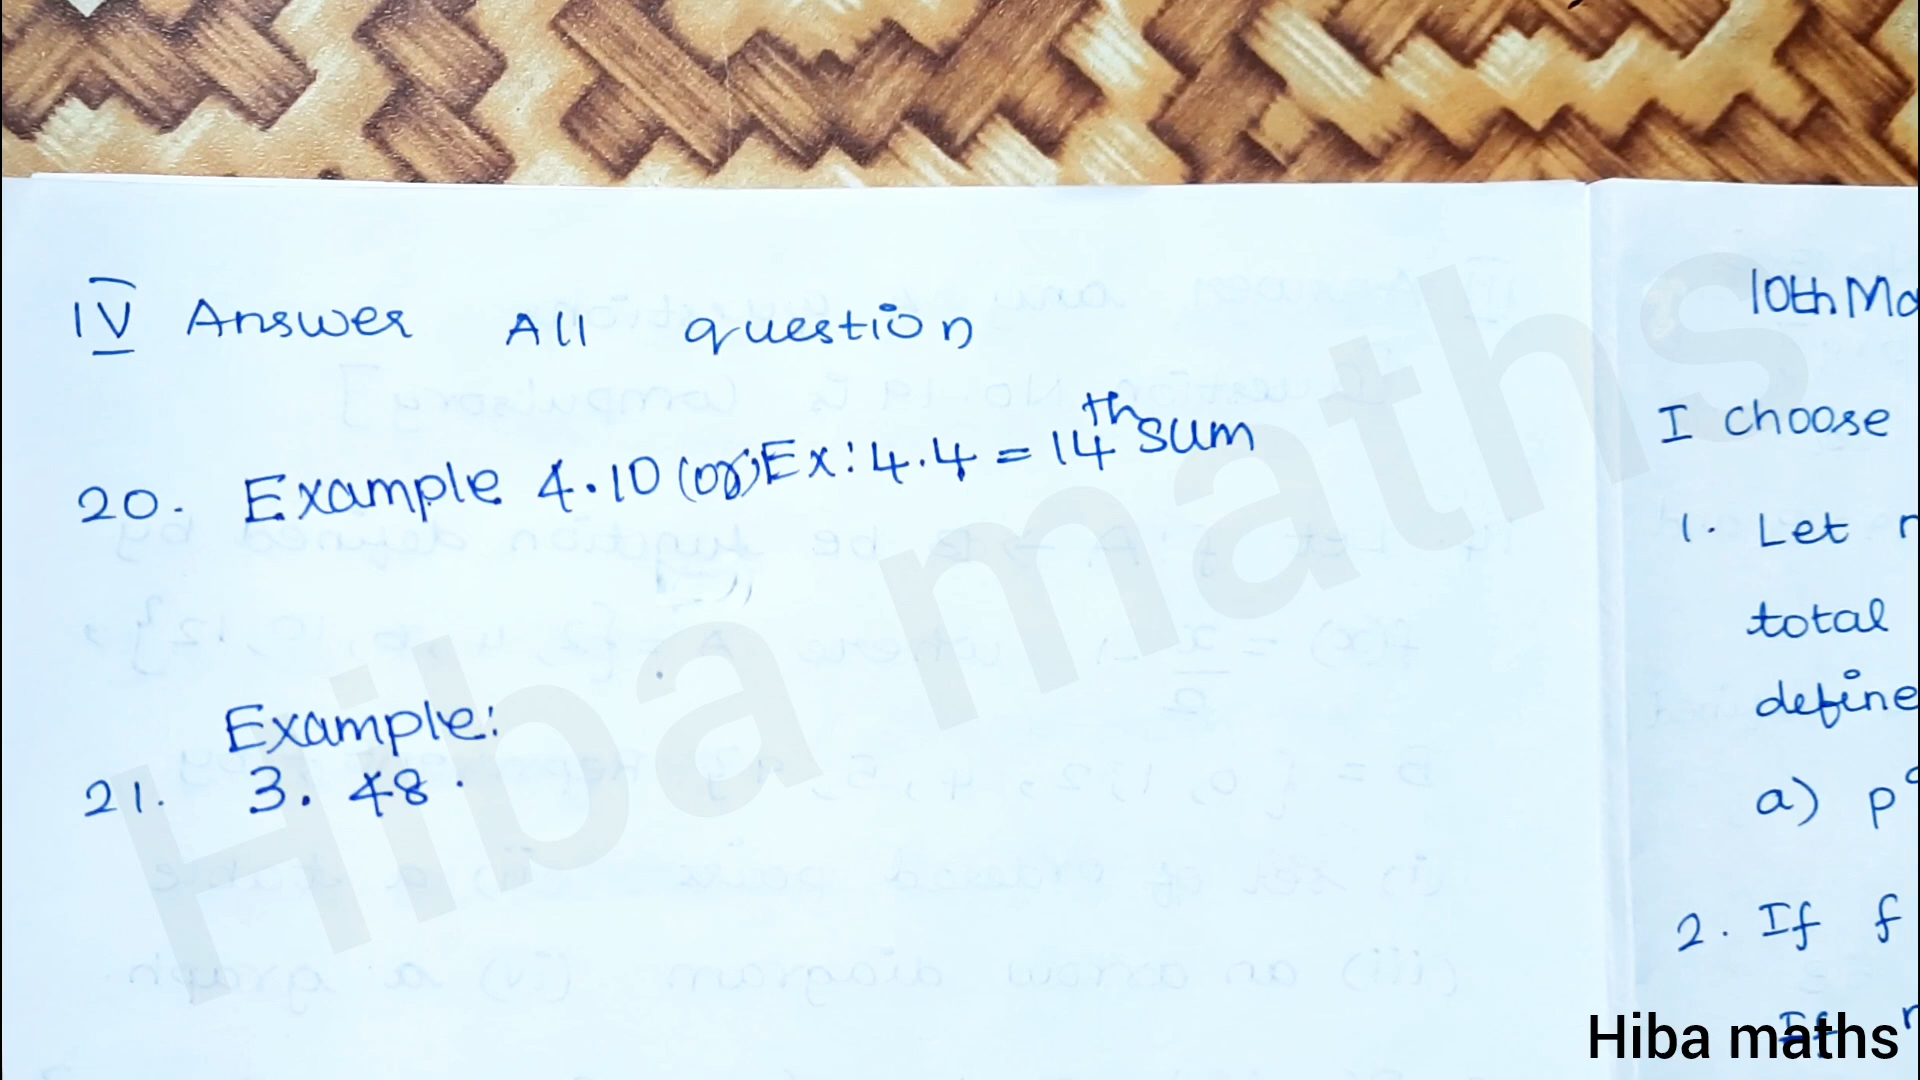 IV Answer All question
20. Example 4.10 (or) Ex: 4.4 = 14th sum
Example:
21. 3. 48.
10th
I choose
1. Let
total
define
a)
2. If f
If
Hiba maths
Hiba maths